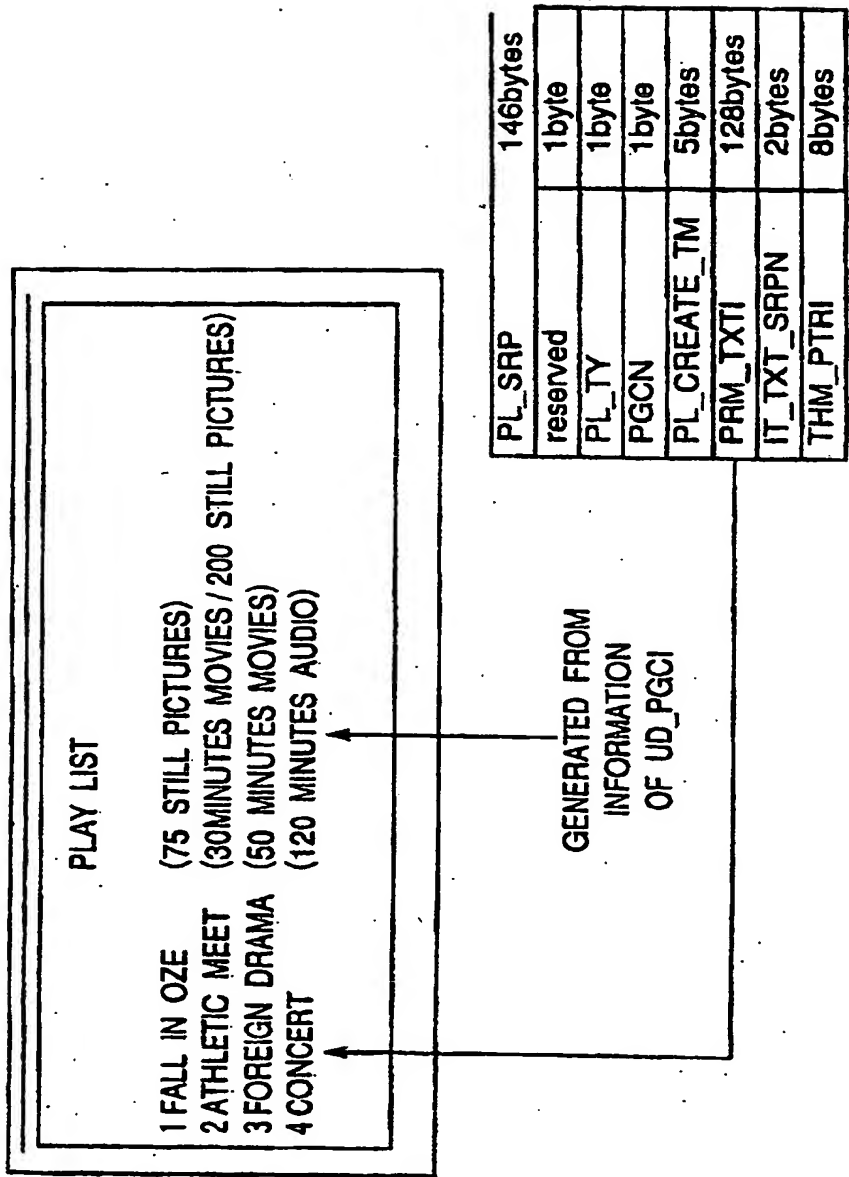 PLAY LIST
1 FALL IN OZE (75 STILL PICTURES)
2 ATHLETIC MEET (30MINUTES MOVIES / 200 STILL PICTURES)
3 FOREIGN DRAMA (50 MINUTES MOVIES)
4 CONCERT (120 MINUTES AUDIO)
GENERATED FROM
INFORMATION
OF UD_PGCI
PL_SRP 146bytes
reserved 1byte
PL_TY 1byte
PGCN 1byte
PL_CREATE_TM 5bytes
PRM_TXTI 128bytes
IT_TXT_SRPN 2bytes
THM_PTRI 8bytes